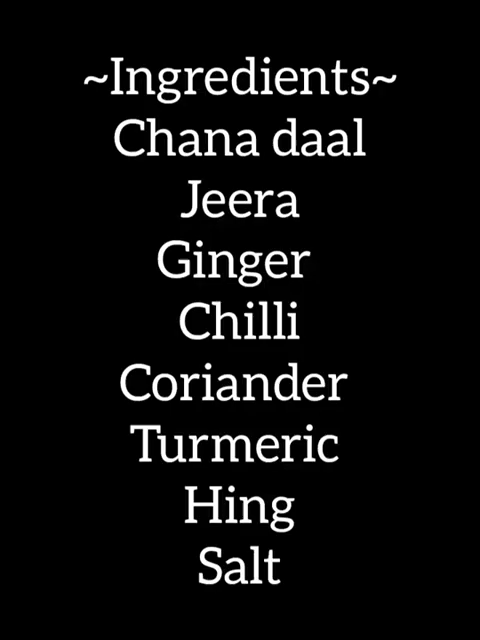 ~Ingredients~
Chana daal
Jeera
Ginger
Chilli
Coriander
Turmeric
Hing
Salt